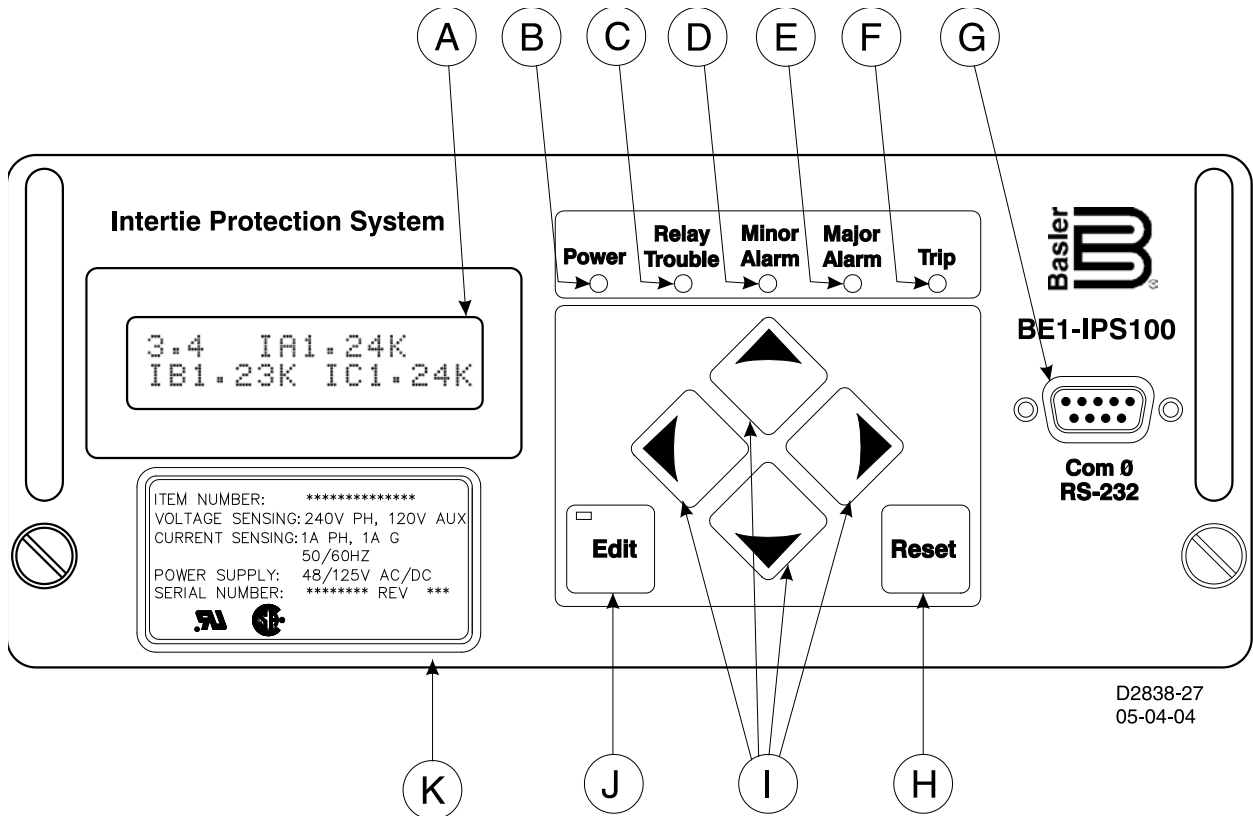 A B C D E F G
Intertie Protection System
Power
Relay Trouble
Minor Alarm
Major Alarm
Trip
Basler
BE1-IPS100
3.4 IA1.24K
IB1.23K IC1.24K
Com Ø
RS-232
ITEM NUMBER: **************
VOLTAGE SENSING: 240V PH, 120V AUX
CURRENT SENSING: 1A PH, 1A G
50/60HZ
POWER SUPPLY: 48/125V AC/DC
SERIAL NUMBER: ******** REV ***
Edit
Reset
D2838-27
05-04-04
K J I H